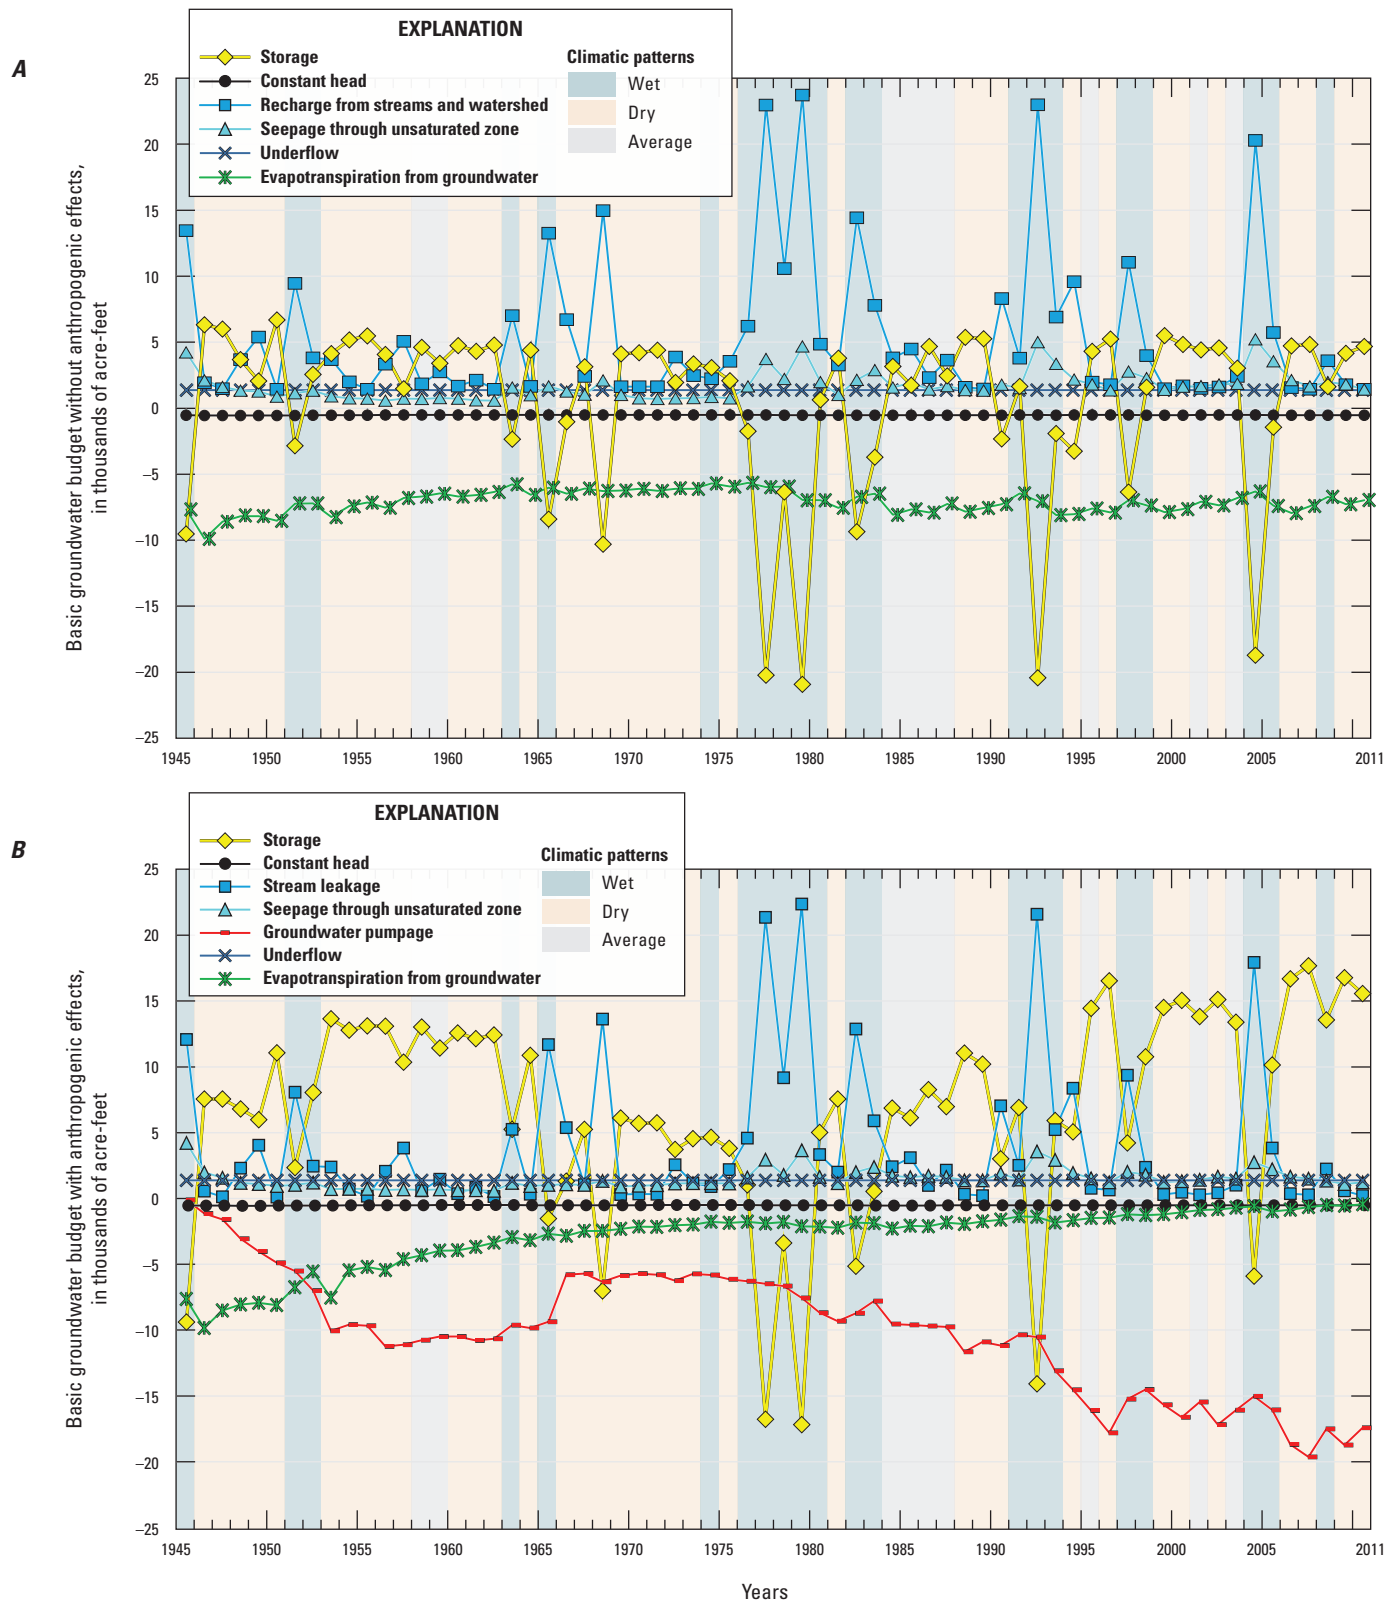 A
EXPLANATION
Storage
Constant head
Recharge from streams and watershed
Seepage through unsaturated zone
Underflow
Evapotranspiration from groundwater
Climatic patterns
Wet
Dry
Average
Basic groundwater budget without anthropogenic effects,
in thousands of acre-feet
25
20
15
10
5
0
–5
–10
–15
–20
–25
1945 1950 1955 1960 1965 1970 1975 1980 1985 1990 1995 2000 2005 2011
B
EXPLANATION
Storage
Constant head
Stream leakage
Seepage through unsaturated zone
Groundwater pumpage
Underflow
Evapotranspiration from groundwater
Climatic patterns
Wet
Dry
Average
Basic groundwater budget with anthropogenic effects,
in thousands of acre-feet
25
20
15
10
5
0
–5
–10
–15
–20
–25
1945 1950 1955 1960 1965 1970 1975 1980 1985 1990 1995 2000 2005 2011
Years